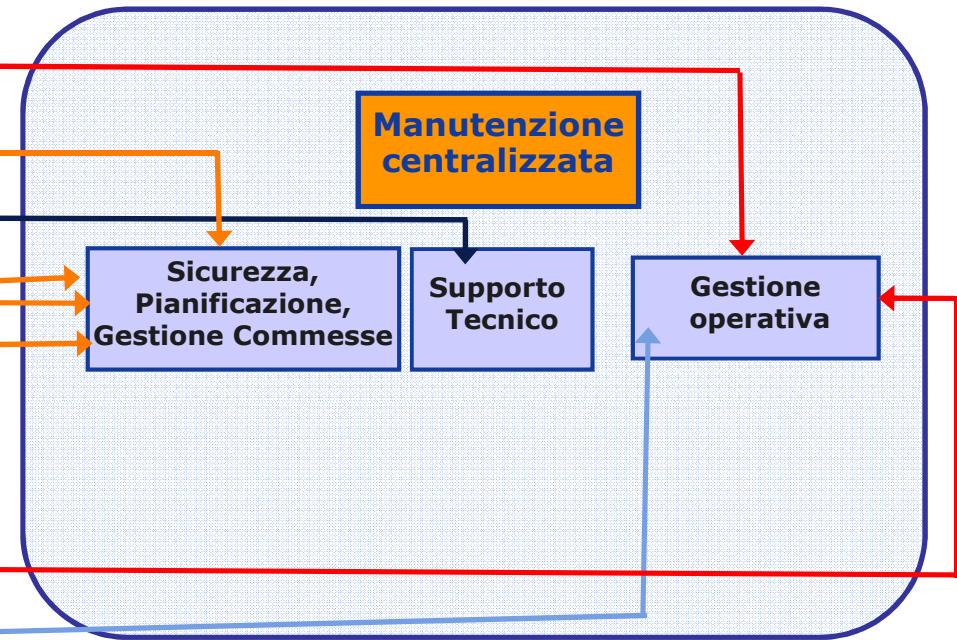 Manutenzione
centralizzata
Sicurezza,
Pianificazione,
Gestione Commesse
Supporto
Tecnico
Gestione
operativa